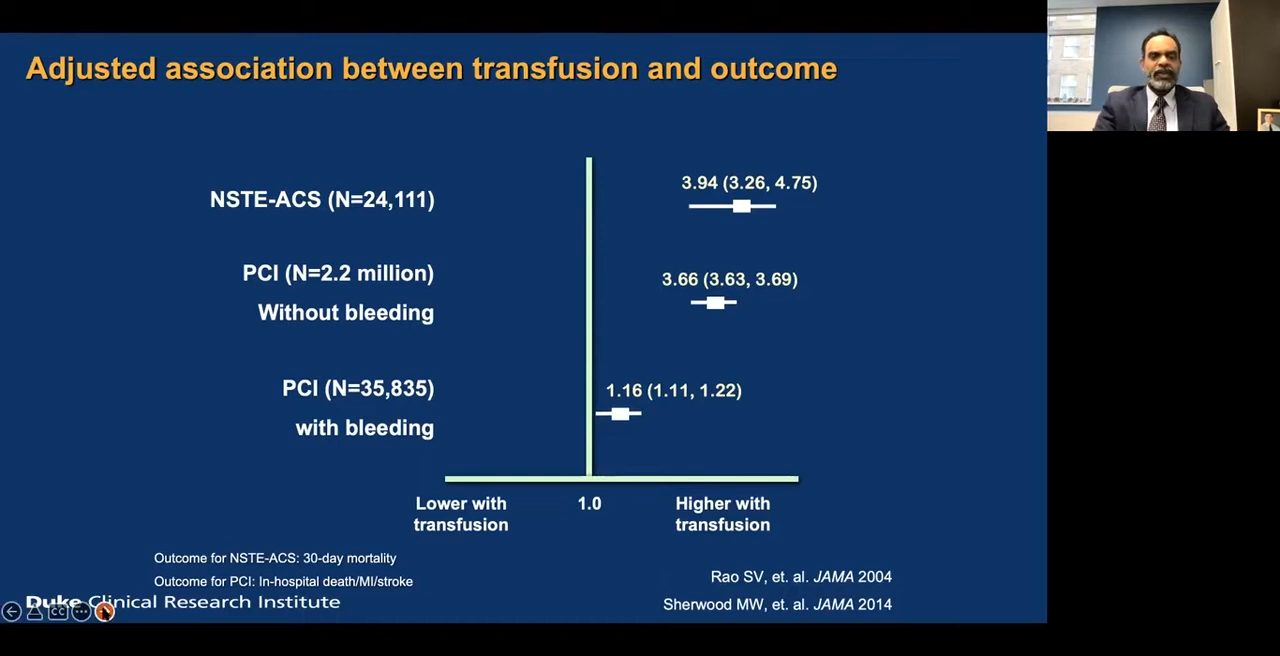 Adjusted association between transfusion and outcome
NSTE-ACS (N=24,111)
3.94 (3.26, 4.75)
PCI (N=2.2 million)
Without bleeding
3.66 (3.63, 3.69)
PCI (N=35,835)
with bleeding
1.16 (1.11, 1.22)
Lower with
transfusion
1.0
Higher with
transfusion
Outcome for NSTE-ACS: 30-day mortality
Outcome for PCI: In-hospital death/MI/stroke
Rao SV, et. al. JAMA 2004
Sherwood MW, et. al. JAMA 2014
Duke Clinical Research Institute
CC